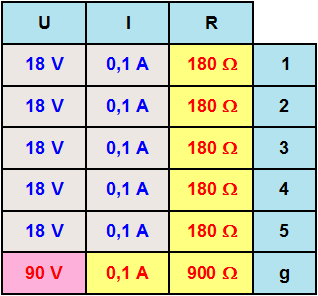 U I R
18 V 0,1 A 180 Ω 1
18 V 0,1 A 180 Ω 2
18 V 0,1 A 180 Ω 3
18 V 0,1 A 180 Ω 4
18 V 0,1 A 180 Ω 5
90 V 0,1 A 900 Ω g